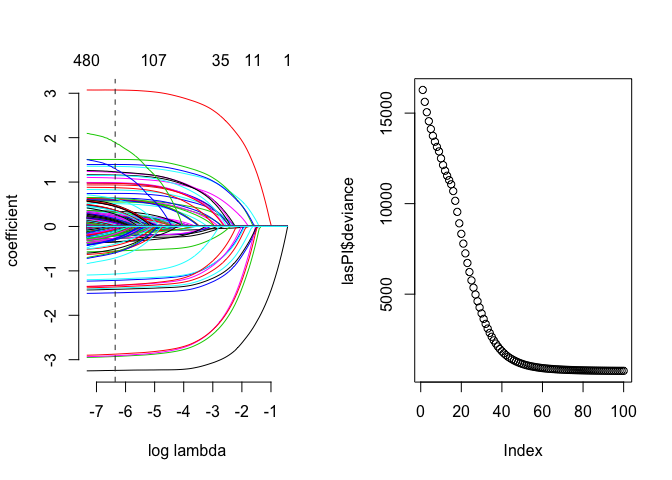 480 107 35 11 1
3
2
1
0
-1
-2
-3
coefficient
-7 -6 -5 -4 -3 -2 -1
log lambda
15000
10000
5000
lasPI$deviance
0 20 40 60 80 100
Index